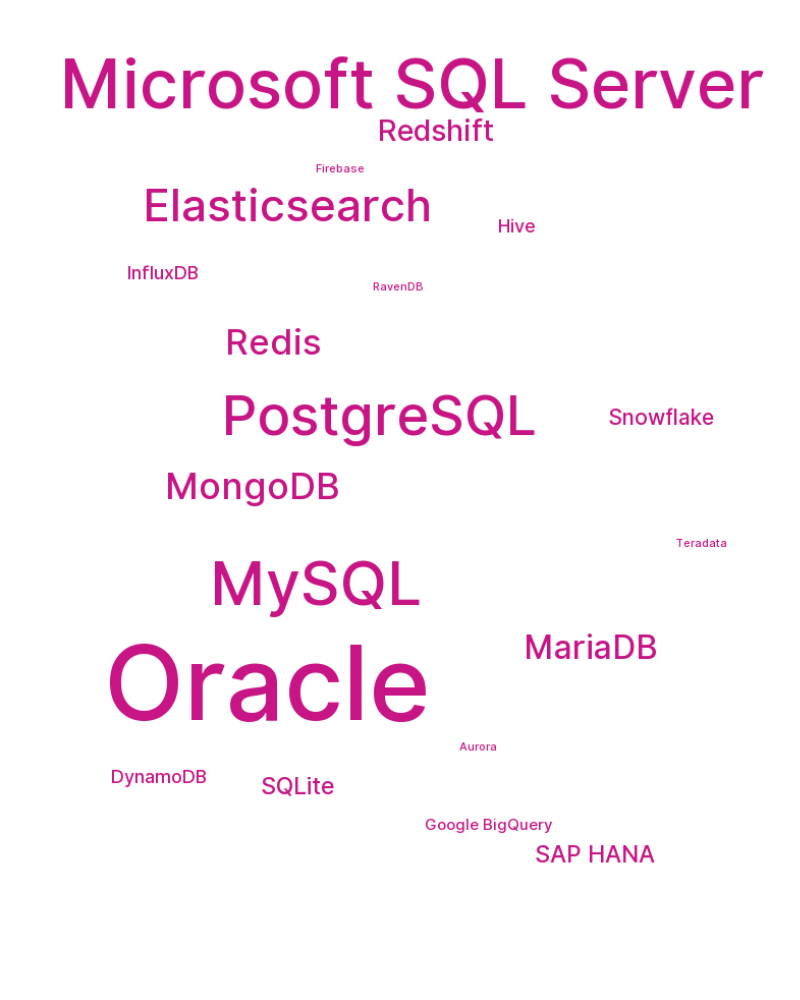 Microsoft SQL Server
Redshift
Firebase
Elasticsearch
Hive
InfluxDB
RavenDB
Redis
PostgreSQL
Snowflake
MongoDB
Teradata
MySQL
MariaDB
Oracle
Aurora
DynamoDB
SQLite
Google BigQuery
SAP HANA